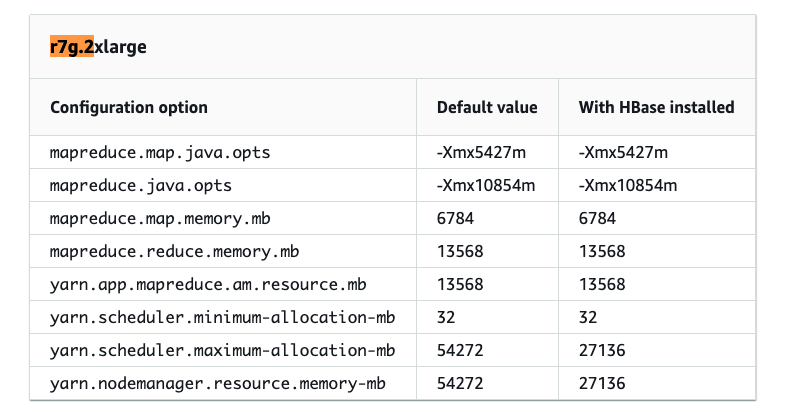 r7g.2xlarge
Configuration option Default value With HBase installed
mapreduce.map.java.opts -Xmx5427m -Xmx5427m
mapreduce.java.opts -Xmx10854m -Xmx10854m
mapreduce.map.memory.mb 6784 6784
mapreduce.reduce.memory.mb 13568 13568
yarn.app.mapreduce.am.resource.mb 13568 13568
yarn.scheduler.minimum-allocation-mb 32 32
yarn.scheduler.maximum-allocation-mb 54272 27136
yarn.nodemanager.resource.memory-mb 54272 27136